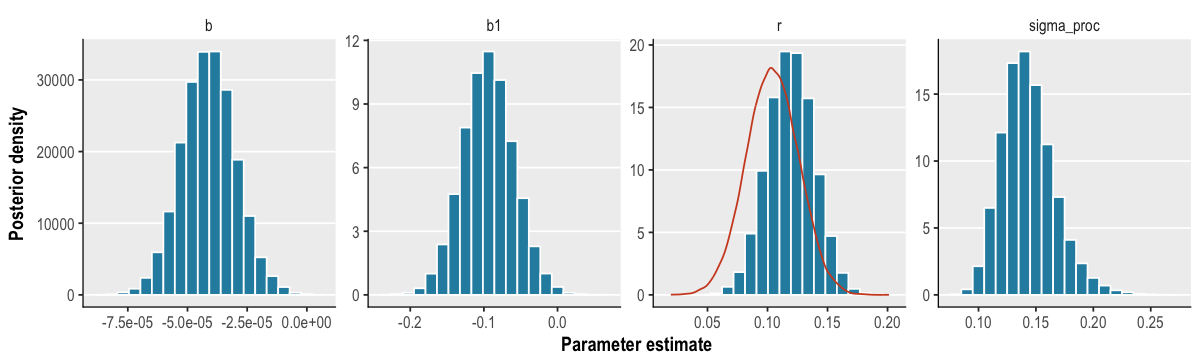 b
b1
r
sigma_proc
Posterior density
30000
20000
10000
0
12
9
6
3
0
20
15
10
5
0
15
10
5
0
-7.5e-05 -5.0e-05 -2.5e-05 0.0e+00
-0.2 -0.1 0.0
0.05 0.10 0.15 0.20
0.10 0.15 0.20 0.25
Parameter estimate